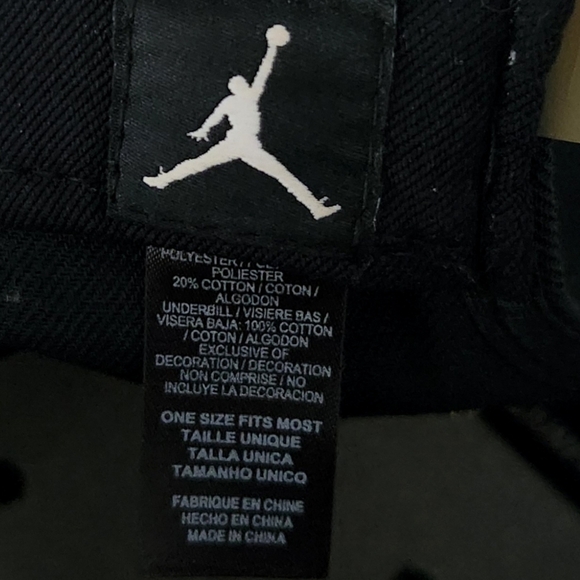 POLYESTER /
POLIESTER
20% COTTON / COTON /
ALGODON
UNDERBILL / VISIERE BAS /
VISERA BAJA: 100% COTTON
/ COTON / ALGODON
EXCLUSIVE OF
DECORATION / DECORATION
NON COMPRISE / NO
INCLUYE LA DECORACION
ONE SIZE FITS MOST
TAILLE UNIQUE
TALLA UNICA
TAMANHO UNICO
FABRIQUE EN CHINE
HECHO EN CHINA
MADE IN CHINA